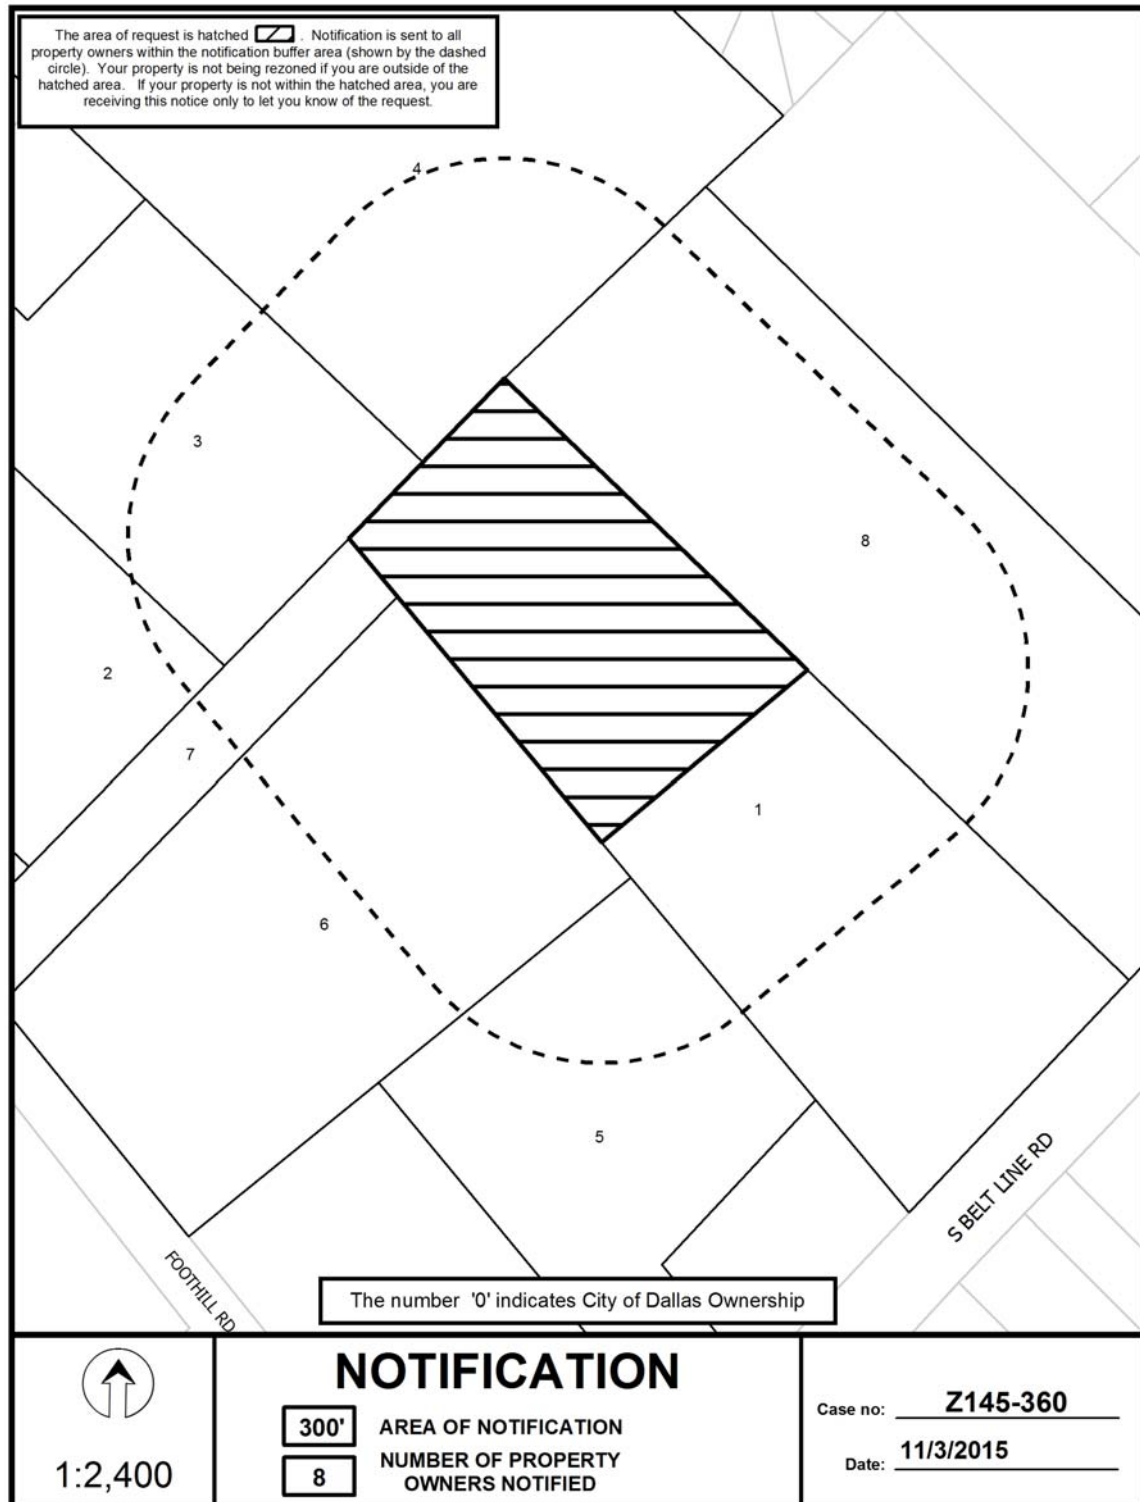 The area of request is hatched . Notification is sent to all
property owners within the notification buffer area (shown by the dashed
circle). Your property is not being rezoned if you are outside of the
hatched area. If your property is not within the hatched area, you are
receiving this notice only to let you know of the request.
4
3
8
2
7
1
6
5
S BELT LINE RD
FOOTHILL RD
The number '0' indicates City of Dallas Ownership
1:2,400
NOTIFICATION
300' AREA OF NOTIFICATION
8 NUMBER OF PROPERTY
OWNERS NOTIFIED
Case no: Z145-360
Date: 11/3/2015